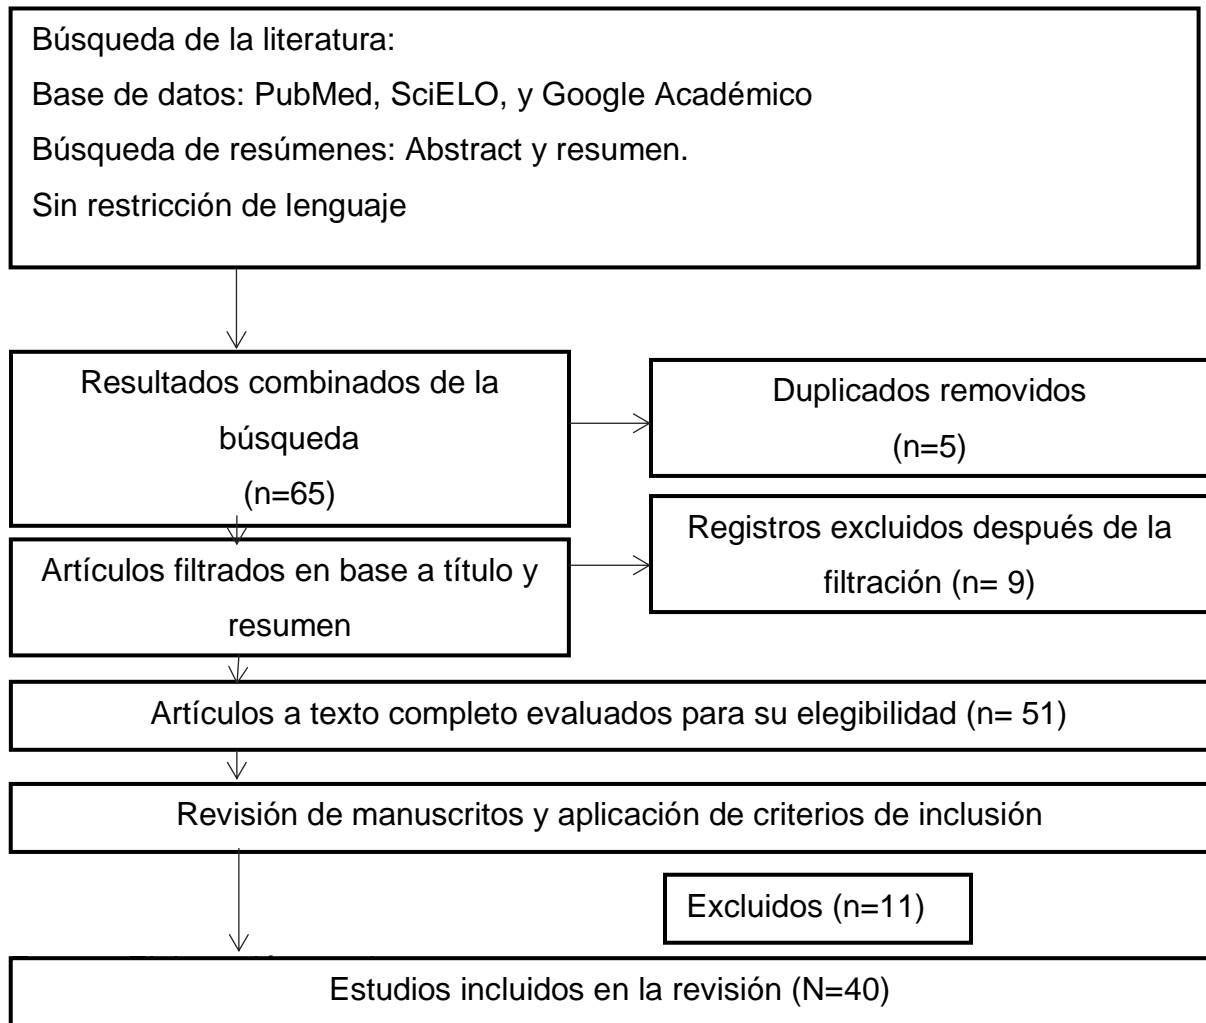 Búsqueda de la literatura:
Base de datos: PubMed, SciELO, y Google Académico
Búsqueda de resúmenes: Abstract y resumen.
Sin restricción de lenguaje
Resultados combinados de la
búsqueda
(n=65)
Duplicados removidos
(n=5)
Artículos filtrados en base a título y
resumen
Registros excluidos después de la
filtración (n= 9)
Artículos a texto completo evaluados para su elegibilidad (n= 51)
Revisión de manuscritos y aplicación de criterios de inclusión
Excluidos (n=11)
Estudios incluidos en la revisión (N=40)